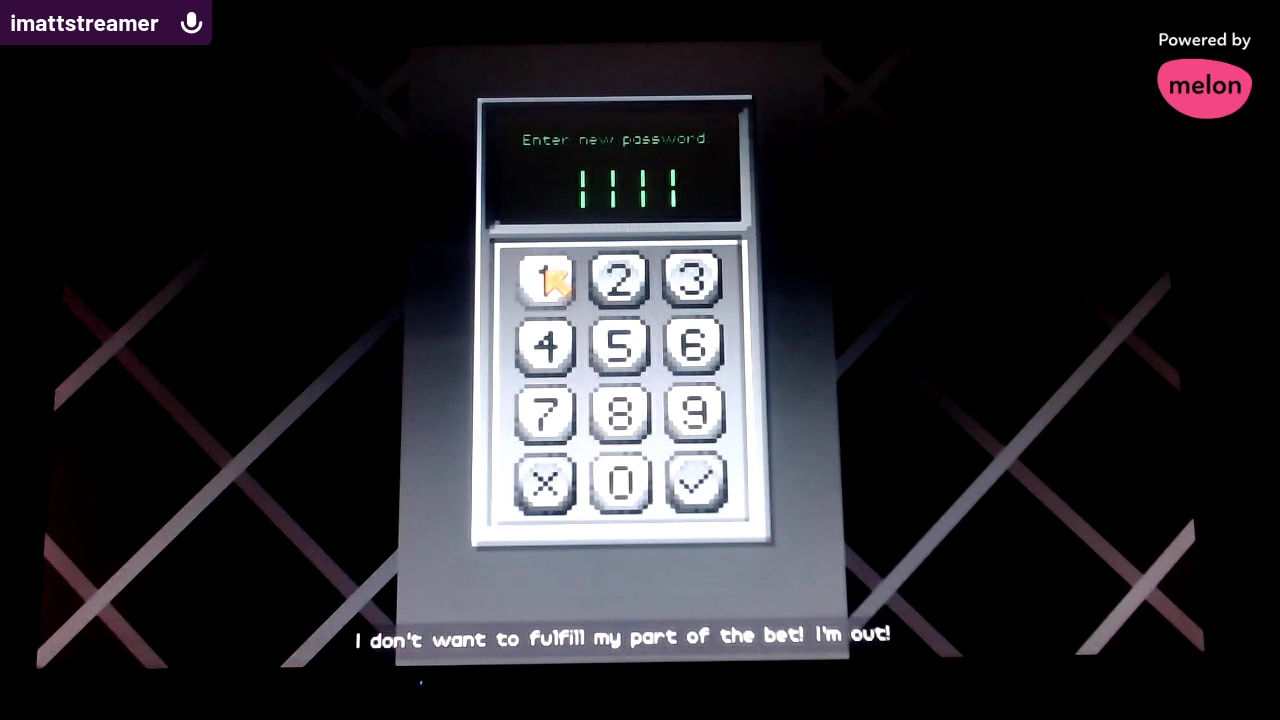 imattstreamer
Powered by
melon
Enter new password.
1111
1 2 3
4 5 6
7 8 9
0
I don't want to fulfill my part of the bet! I'm out!